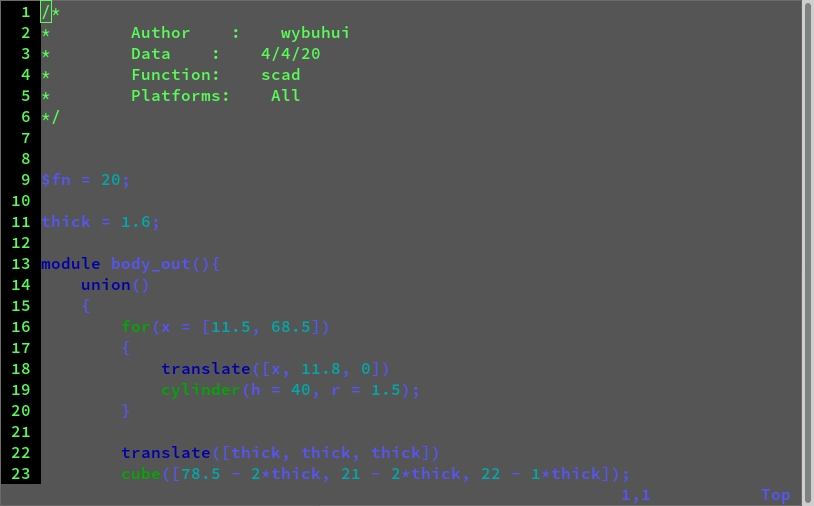 1 /*
2 *        Author    :    wybuhui
3 *        Data     :    4/4/20
4 *        Function:    scad
5 *        Platforms:    All
6 */
7
8
9 $fn = 20;
10
11 thick = 1.6;
12
13 module body_out(){
14     union()
15     {
16         for(x = [11.5, 68.5])
17         {
18             translate([x, 11.8, 0])
19             cylinder(h = 40, r = 1.5);
20         }
21
22         translate([thick, thick, thick])
23         cube([78.5 - 2*thick, 21 - 2*thick, 22 - 1*thick]);
1,1           Top